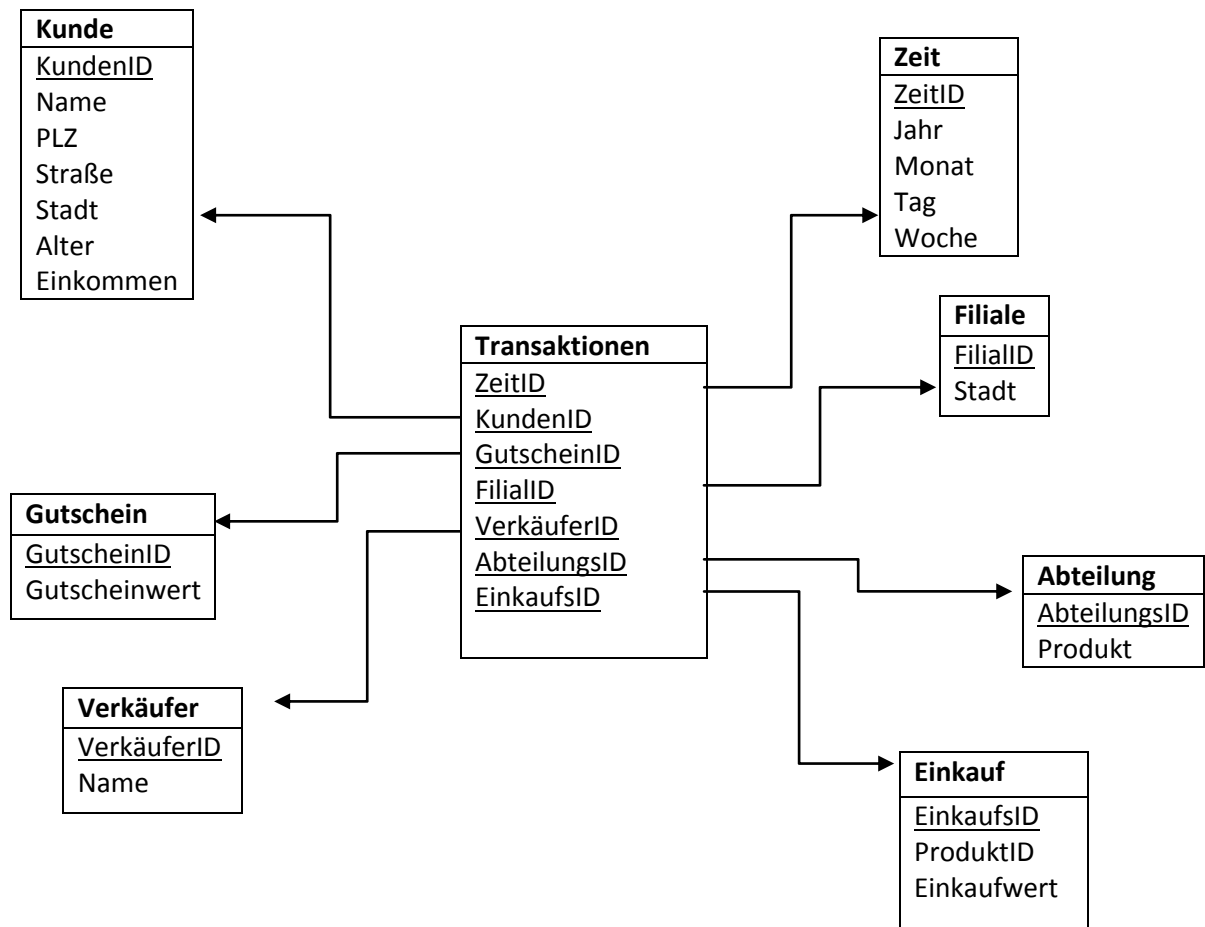 Kunde
KundenID
Name
PLZ
Straße
Stadt
Alter
Einkommen
Zeit
ZeitID
Jahr
Monat
Tag
Woche
Filiale
FilialID
Stadt
Transaktionen
ZeitID
KundenID
GutscheinID
FilialID
VerkäuferID
AbteilungsID
EinkaufsID
Gutschein
GutscheinID
Gutscheinwert
Abteilung
AbteilungsID
Produkt
Verkäufer
VerkäuferID
Name
Einkauf
EinkaufsID
ProduktID
Einkaufwert